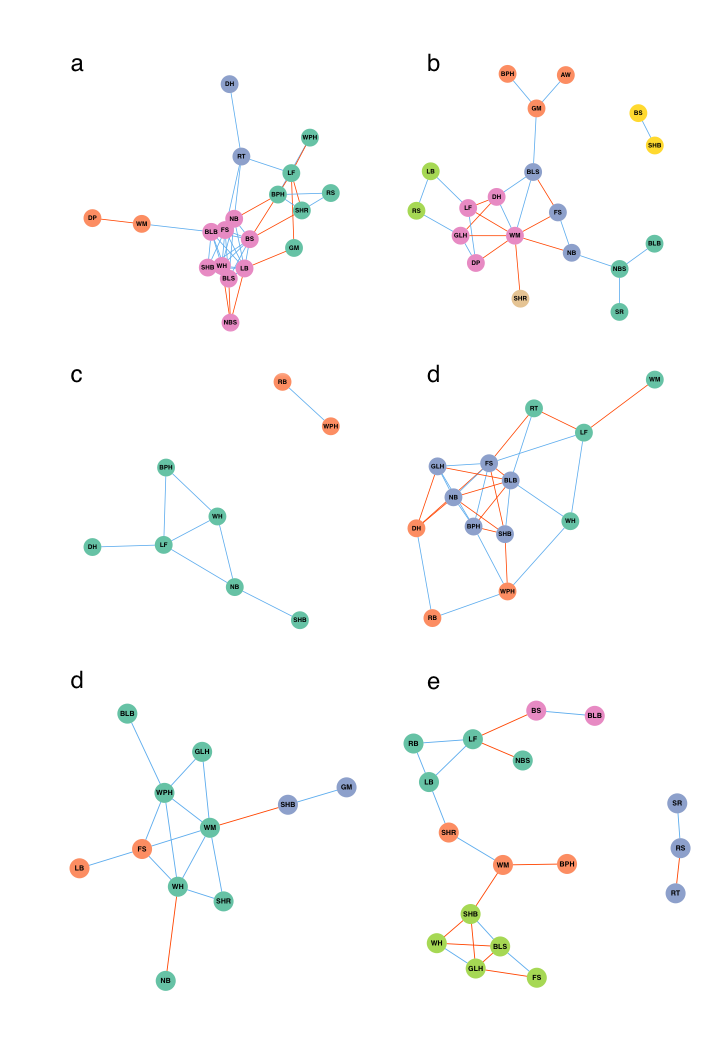 a
DH
WPH
RT
LF
BPH
RS
SHR
DP
WM
NB
BLB
FS
BS
GM
SHB
WH
LB
BLS
NBS
b
BPH
AW
GM
BS
SHB
LB
BLS
DH
RS
LF
FS
GLH
WM
NB
BLB
DP
NBS
SHR
SR
c
RB
WPH
BPH
WH
DH
LF
NB
SHB
d
WM
RT
LF
GLH
FS
BLB
NB
WH
DH
BPH
SHB
WPH
RB
d
BLB
GLH
WPH
GM
SHB
WM
FS
LB
WH
SHR
NB
e
BS
BLB
RB
LF
NBS
LB
SR
SHR
RS
WM
BPH
RT
SHB
WH
BLS
GLH
FS